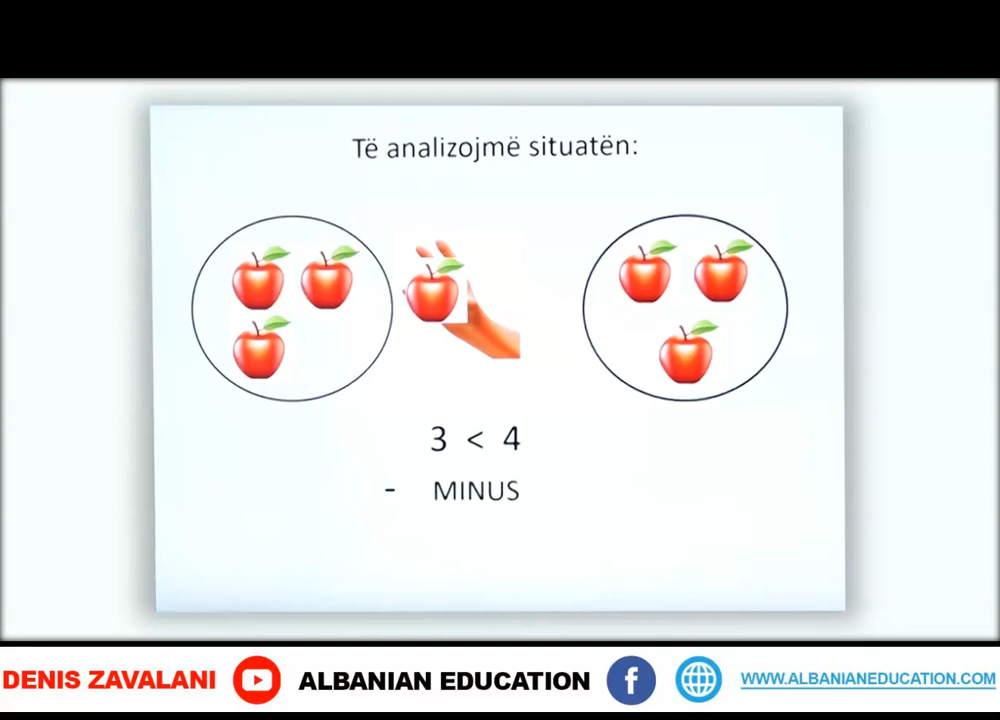 Të analizojmë situatën:
3 < 4
- MINUS
DENIS ZAVALANI ALBANIAN EDUCATION f WWW.ALBANIANEDUCATION.COM